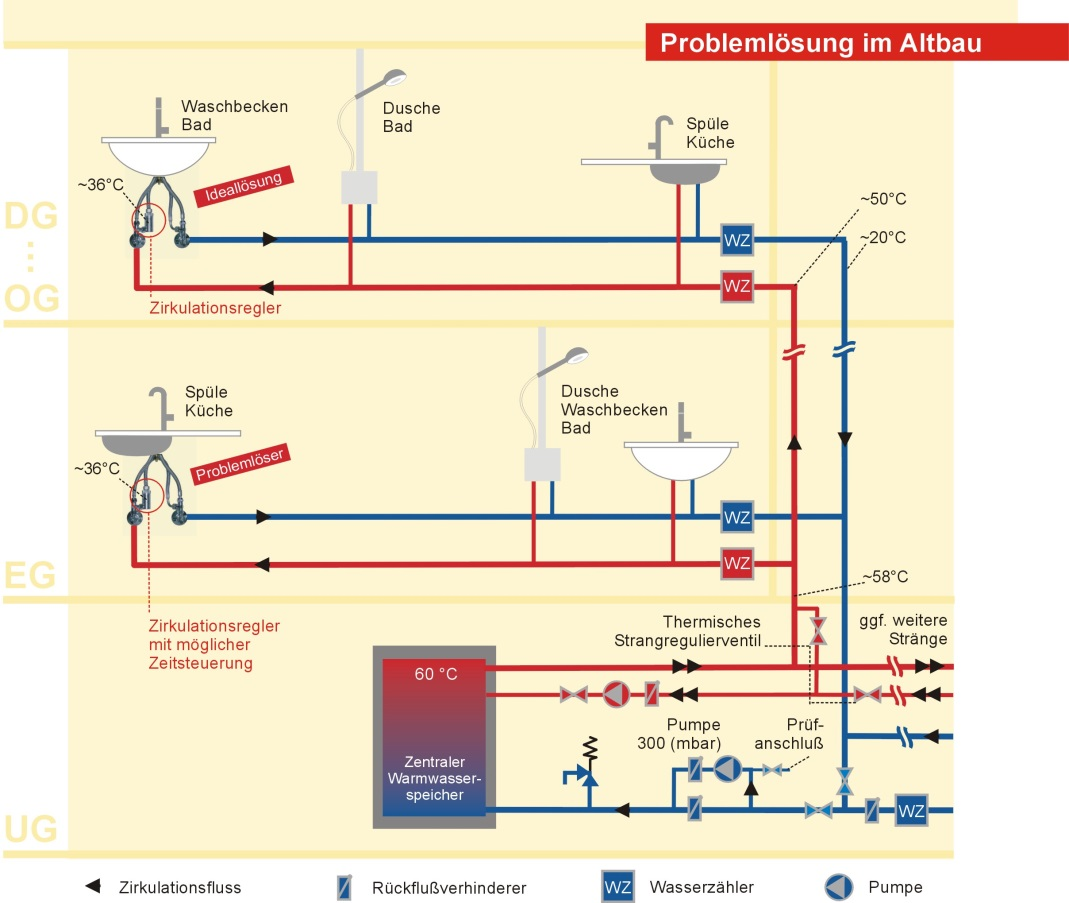 Problemlösung im Altbau
Waschbecken
Bad
Dusche
Bad
Spüle
Küche
~36°C
Ideallösung
~50°C
DG
WZ
~20°C
OG
WZ
Zirkulationsregler
Spüle
Küche
Dusche
Waschbecken
Bad
~36°C
Problemlöser
WZ
EG
WZ
~58°C
Zirkulationsregler
mit möglicher
Zeitsteuerung
Thermisches
Strangregulierventil
ggf. weitere
Stränge
60 °C
Zentraler
Warmwasser-
speicher
Pumpe
300 (mbar)
Prüf-
anschluß
UG
WZ
Zirkulationsfluss
Rückflußverhinderer
WZ
Wasserzähler
Pumpe